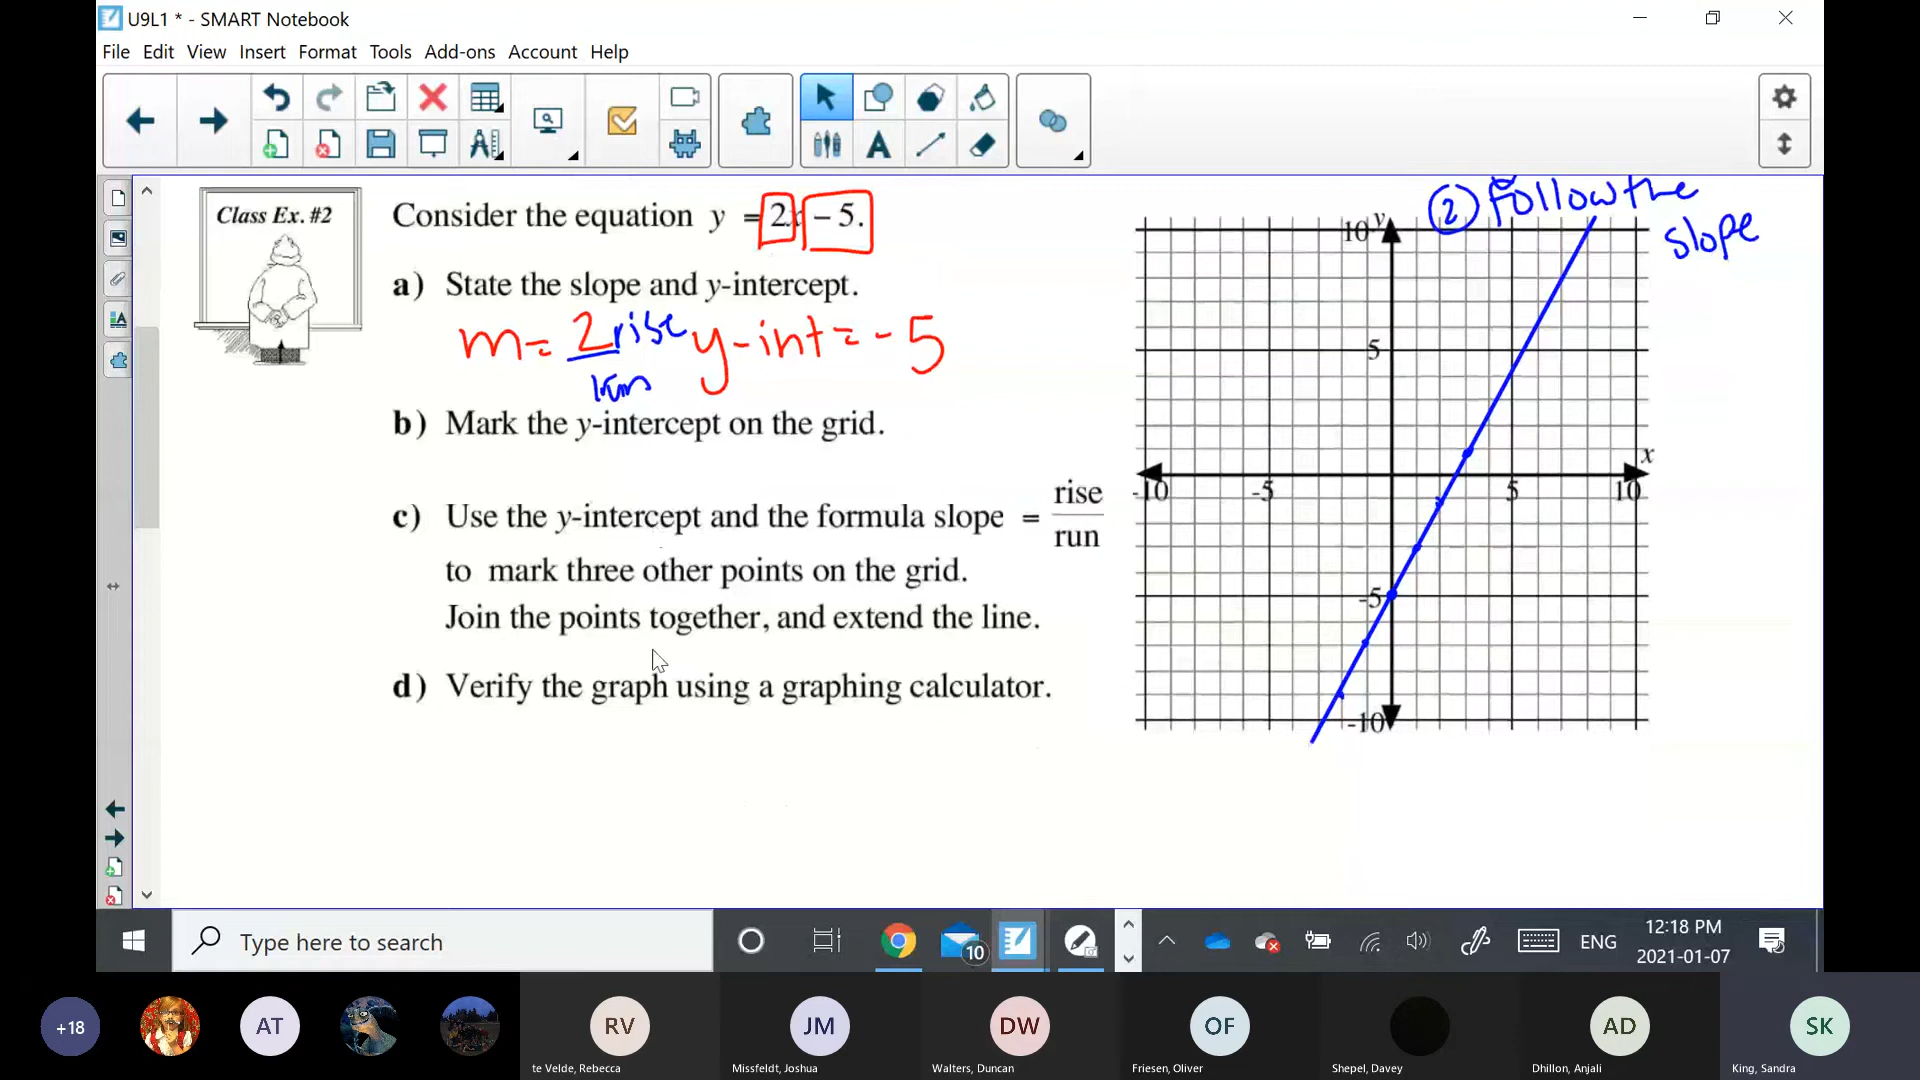 U9L1 * - SMART Notebook
File Edit View Insert Format Tools Add-ons Account Help
Class Ex. #2
Consider the equation y = 2x - 5.
a) State the slope and y-intercept.
m = 2 rise y-int = -5
run
b) Mark the y-intercept on the grid.
c) Use the y-intercept and the formula slope = rise
run
to mark three other points on the grid.
Join the points together, and extend the line.
d) Verify the graph using a graphing calculator.
② Follow the
slope
10 y
5
x
-10 -5 5 10
-5
-10
Type here to search
10
ENG
12:18 PM
2021-01-07
+18 AT RV JM DW OF AD SK
te Velde, Rebecca Missfeldt, Joshua Walters, Duncan Friesen, Oliver Shepel, Davey Dhillon, Anjali King, Sandra